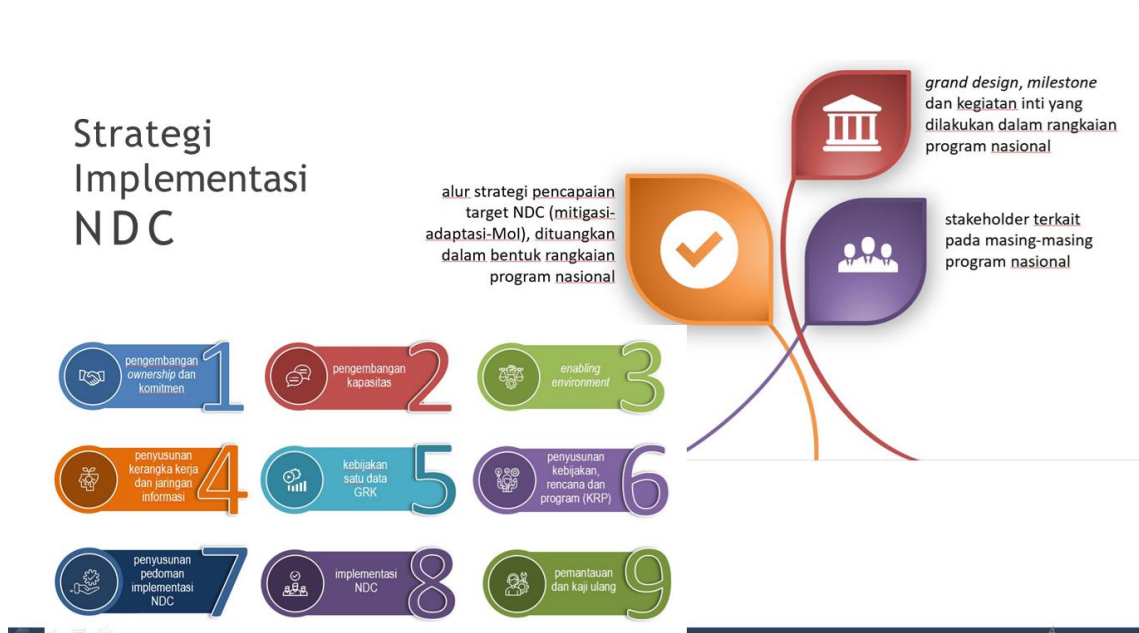 Strategi
Implementasi
NDC
grand design, milestone
dan kegiatan inti yang
dilakukan dalam rangkaian
program nasional
alur strategi pencapaian
target NDC (mitigasi-
adaptasi-MoI), dituangkan
dalam bentuk rangkaian
program nasional
stakeholder terkait
pada masing-masing
program nasional
pengembangan
ownership dan
komitmen
1
pengembangan
kapasitas
2
enabling
environment
3
penyusunan
kerangka kerja
dan jaringan
informasi
4
kebijakan
satu data
GRK
5
penyusunan
kebijakan,
rencana dan
program (KRP)
6
penyusunan
pedoman
implementasi
NDC
7
implementasi
NDC
8
pemantauan
dan kaji ulang
9